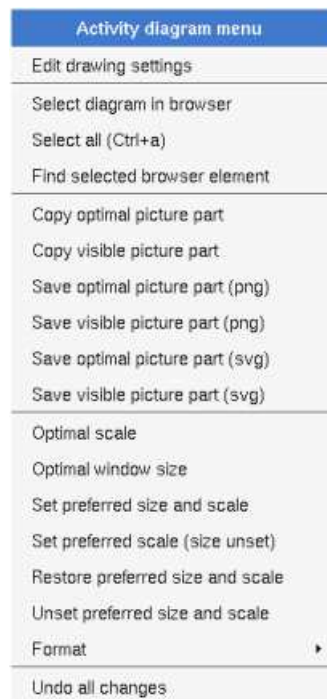 Activity diagram menu
Edit drawing settings
Select diagram in browser
Select all (Ctrl+a)
Find selected browser element
Copy optimal picture part
Copy visible picture part
Save optimal picture part (png)
Save visible picture part (png)
Save optimal picture part (svg)
Save visible picture part (svg)
Optimal scale
Optimal window size
Set preferred size and scale
Set preferred scale (size unset)
Restore preferred size and scale
Unset preferred size and scale
Format
Undo all changes